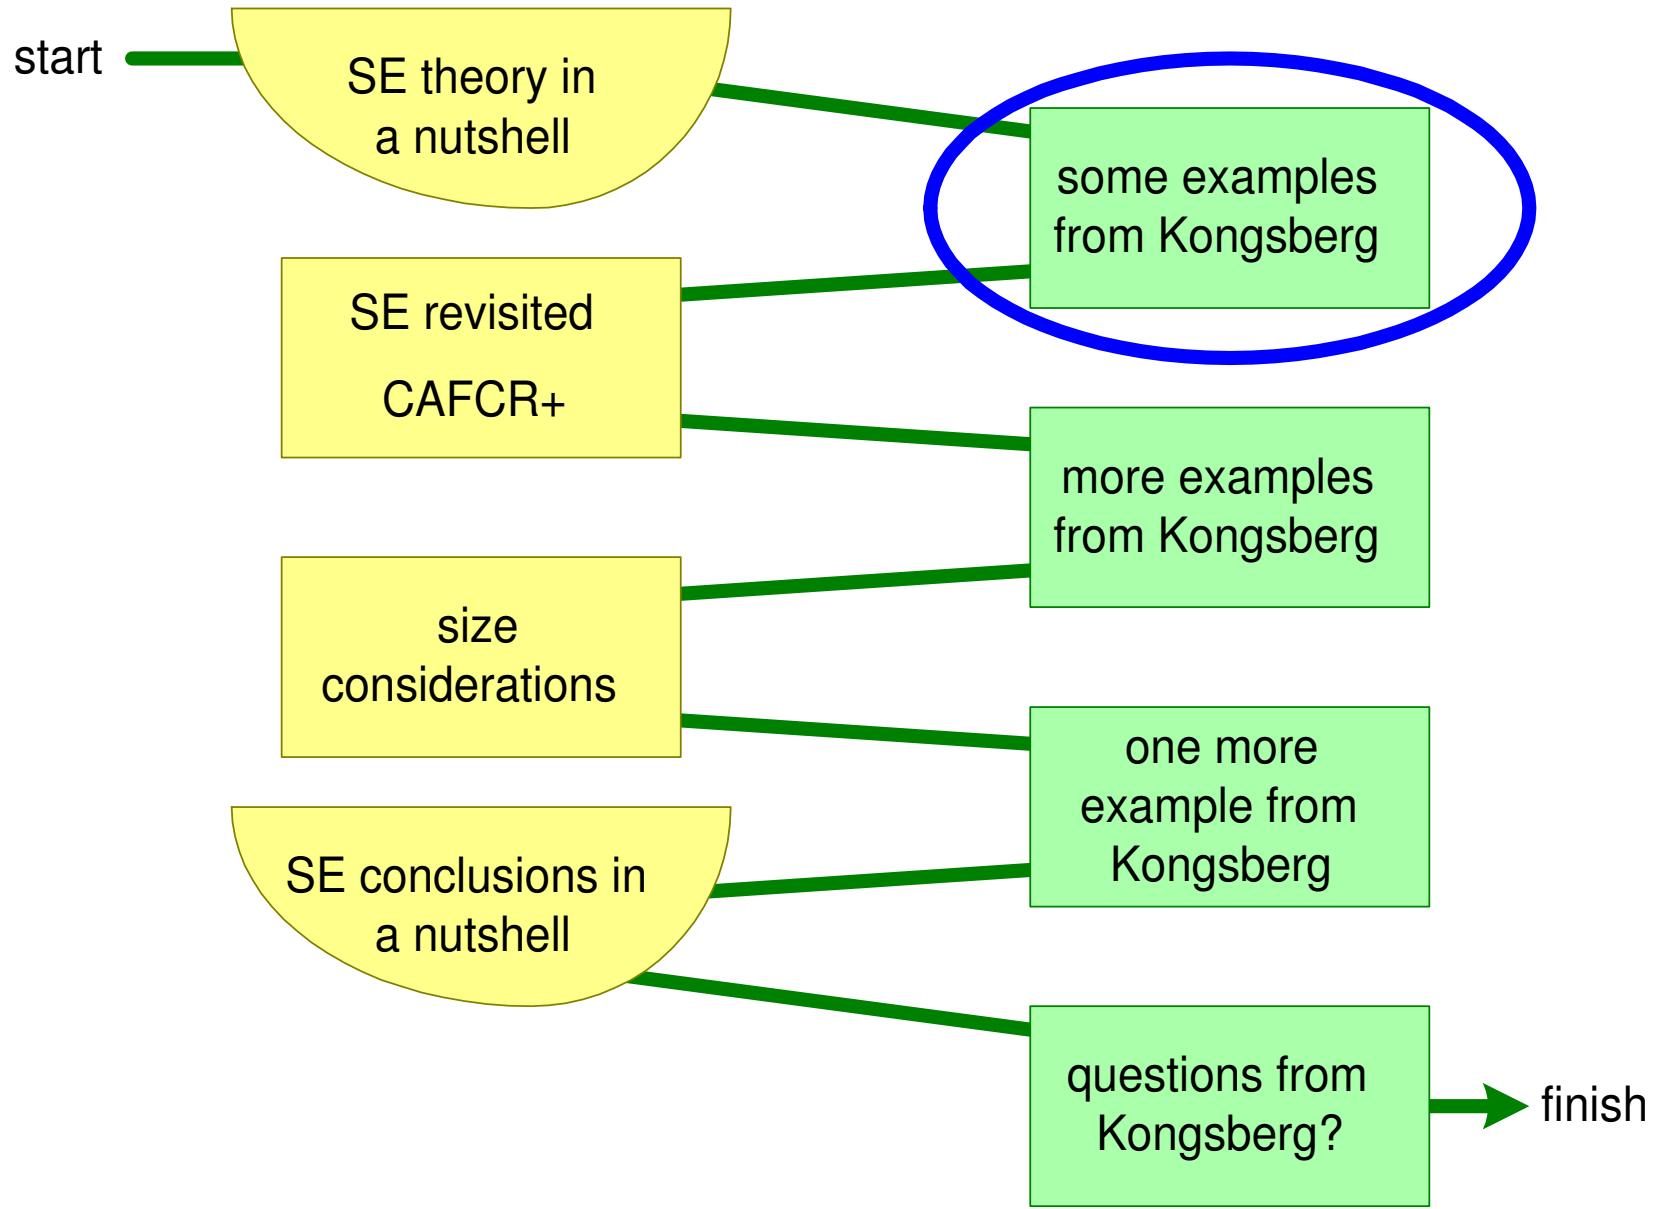 start
SE theory in
a nutshell
some examples
from Kongsberg
SE revisited
CAFCR+
more examples
from Kongsberg
size
considerations
one more
example from
Kongsberg
SE conclusions in
a nutshell
questions from
Kongsberg?
finish